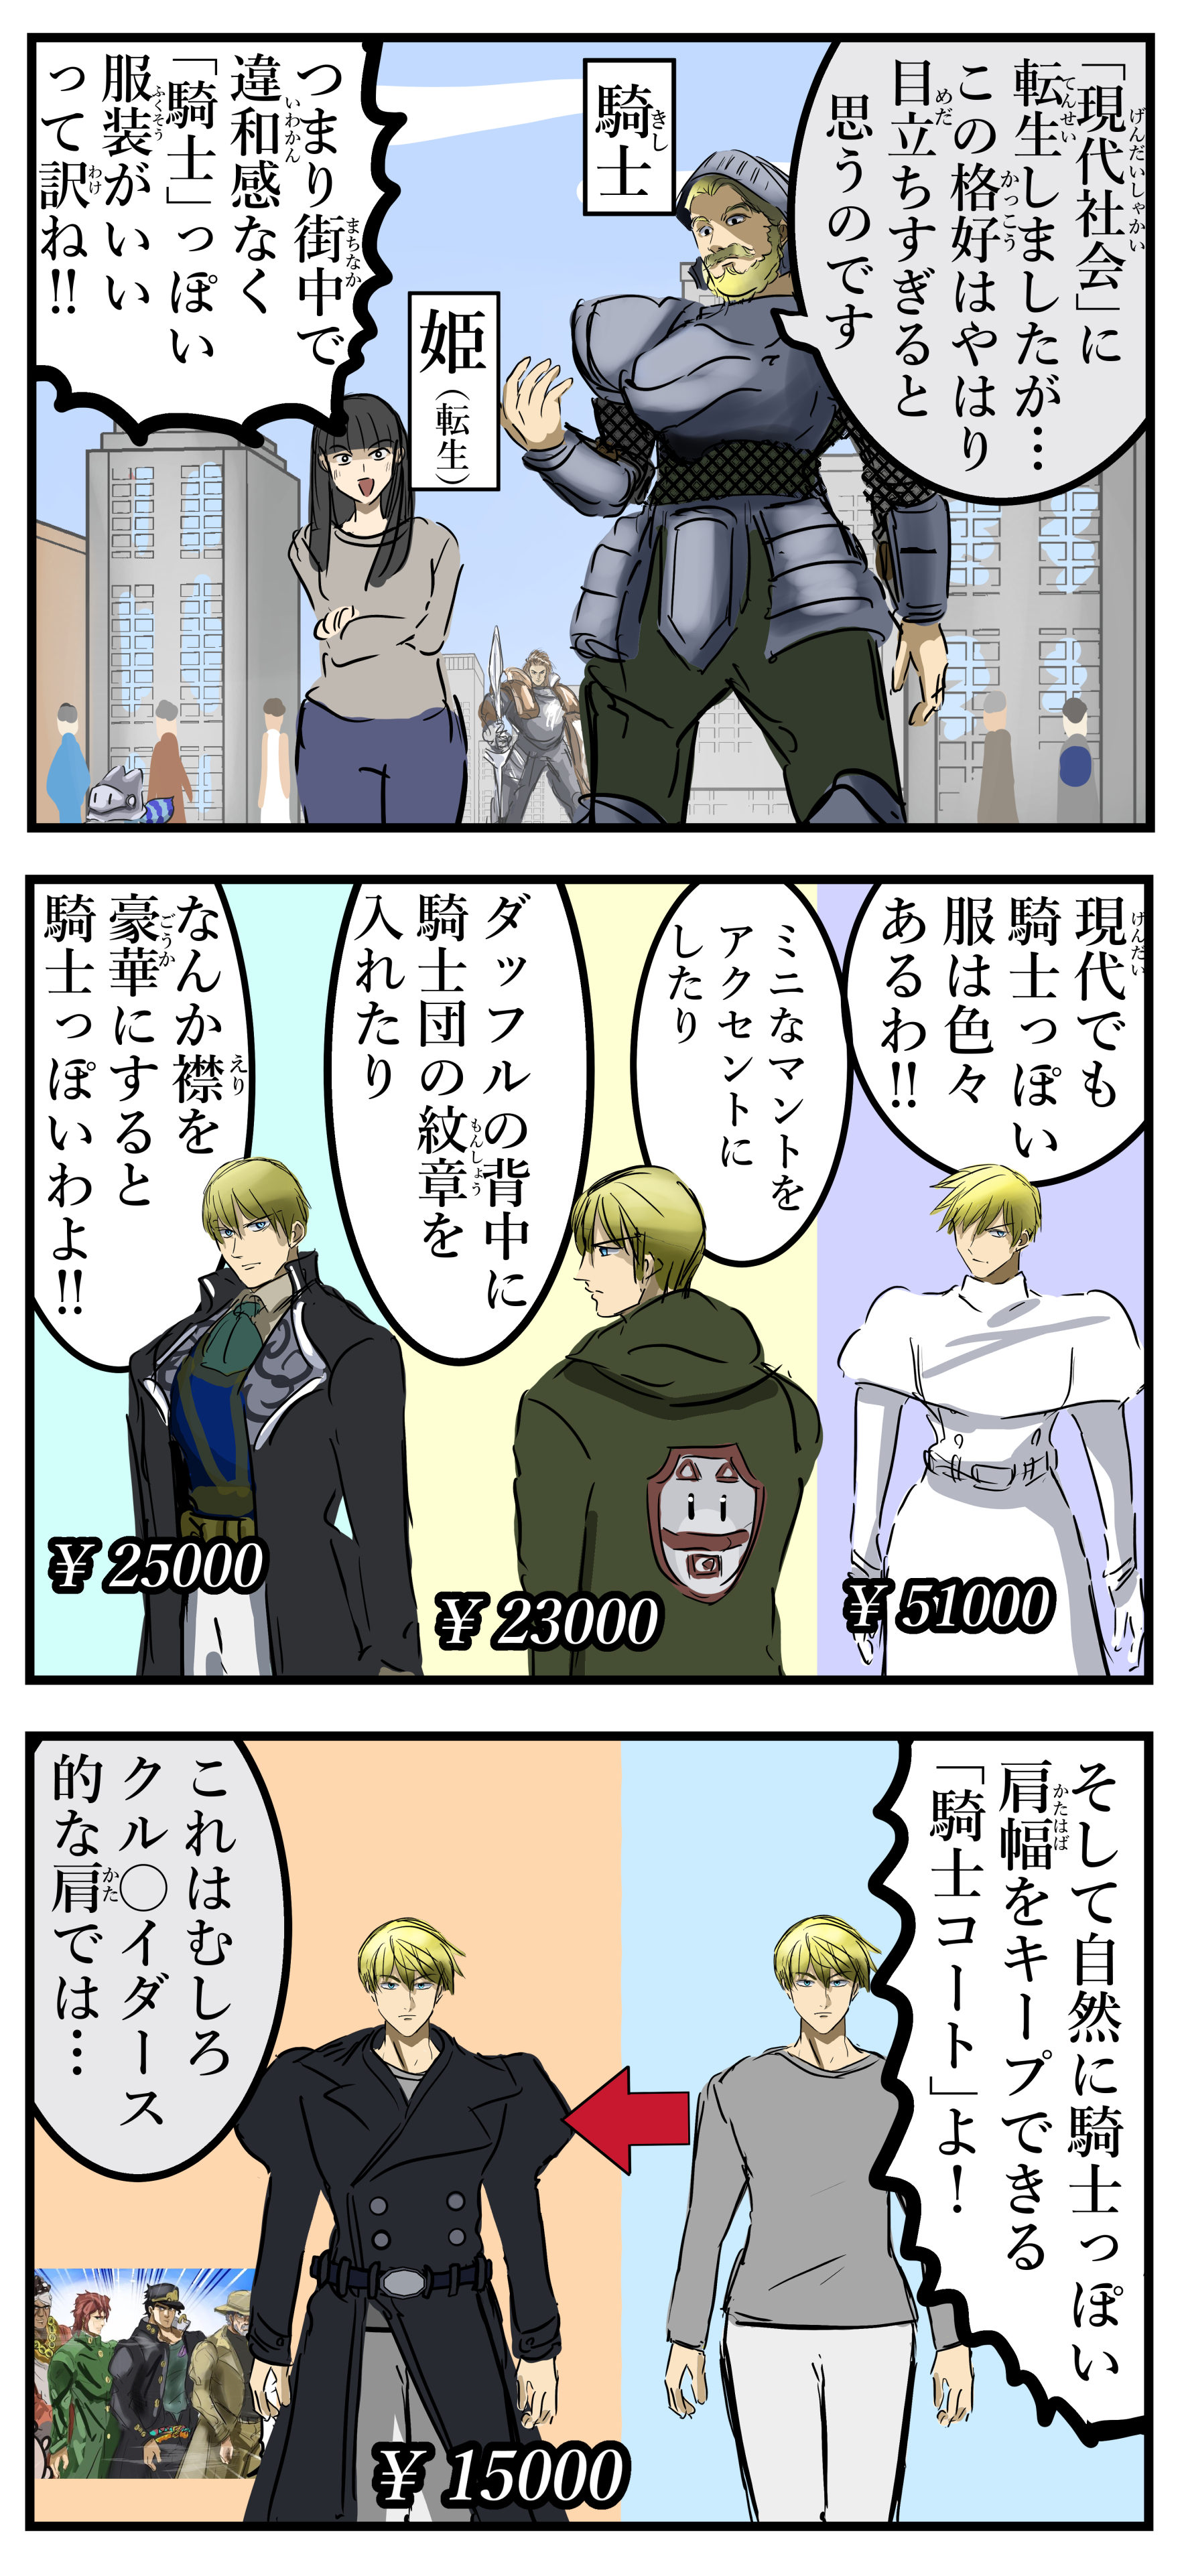 「現代社会」に
転生しましたが…
この格好はやはり
目立ちすぎると
思うのです
騎士
姫(転生)
つまり街中で
違和感なく
「騎士」っぽい
服装がいい
って訳ね!!
現代でも
騎士っぽい
服は色々
あるわ!!
ミニなマントを
アクセントに
したり
ダッフルの背中に
騎士団の紋章を
入れたり
なんか襟を
豪華にすると
騎士っぽいわよ!!
¥51000
¥23000
¥25000
そして自然に騎士っぽい
肩幅をキープできる
「騎士コート」よ!
これはむしろ
クル◯イダース
的な肩では…
¥15000